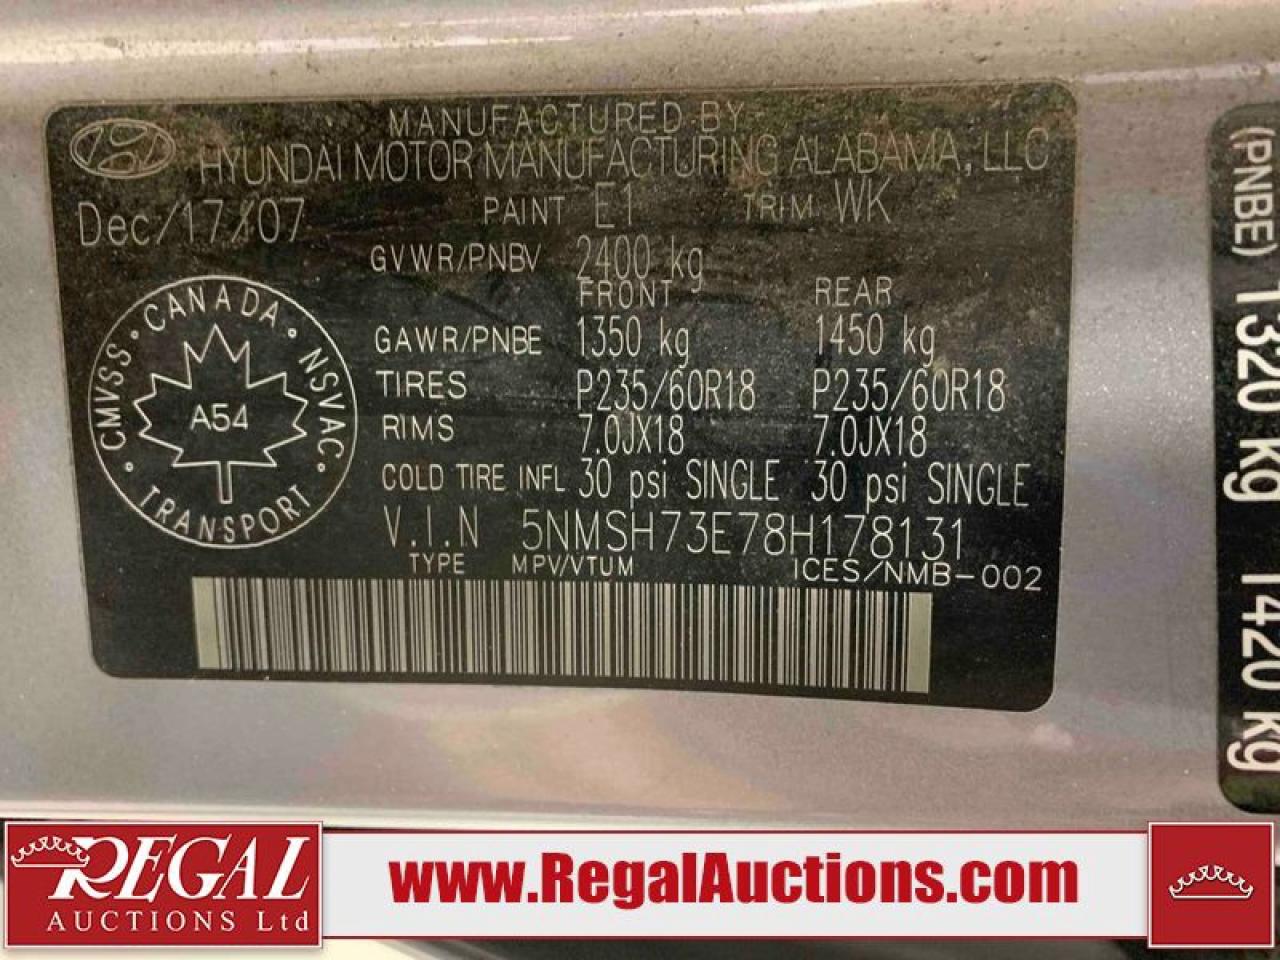 MANUFACTURED BY
HYUNDAI MOTOR MANUFACTURING ALABAMA, LLC
Dec/17/07 PAINT E1 TRIM WK
GVWR/PNBV 2400 kg
FRONT REAR
GAWR/PNBE 1350 kg 1450 kg
TIRES P235/60R18 P235/60R18
RIMS 7.0JX18 7.0JX18
COLD TIRE INFL 30 psi SINGLE 30 psi SINGLE
V.I.N 5NMSH73E78H178131
TYPE MPV/VTUM ICES/NMB-002
CMVSS · CANADA · NSVAC · TRANSPORT ·
A54
(PNBE) 1320 kg 1420 kg
REGAL
AUCTIONS Ltd
www.RegalAuctions.com